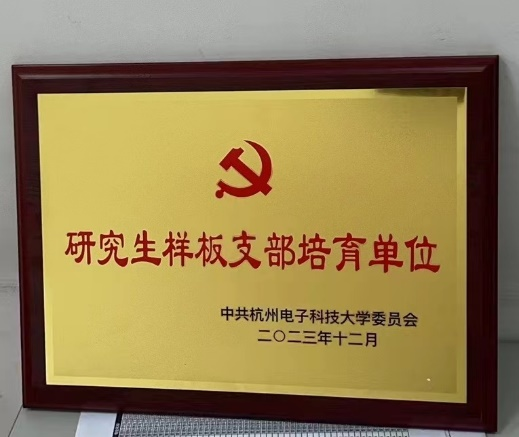 研究生样板支部培育单位
中共杭州电子科技大学委员会
二〇二三年十二月